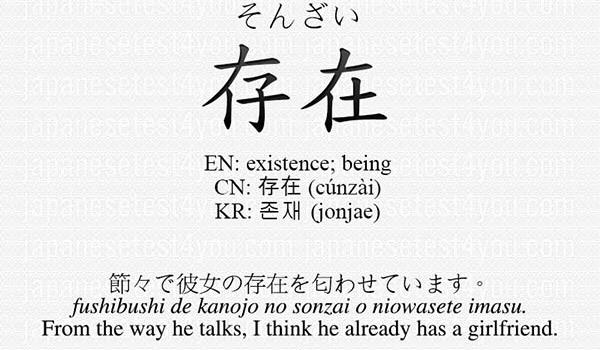 そんざい
存在
EN: existence; being
CN: 存在 (cúnzài)
KR: 존재 (jonjae)
節々で彼女の存在を匂わせています。
fushibushi de kanojo no sonzai o niowasete imasu.
From the way he talks, I think he already has a girlfriend.
japanesetest4you.com